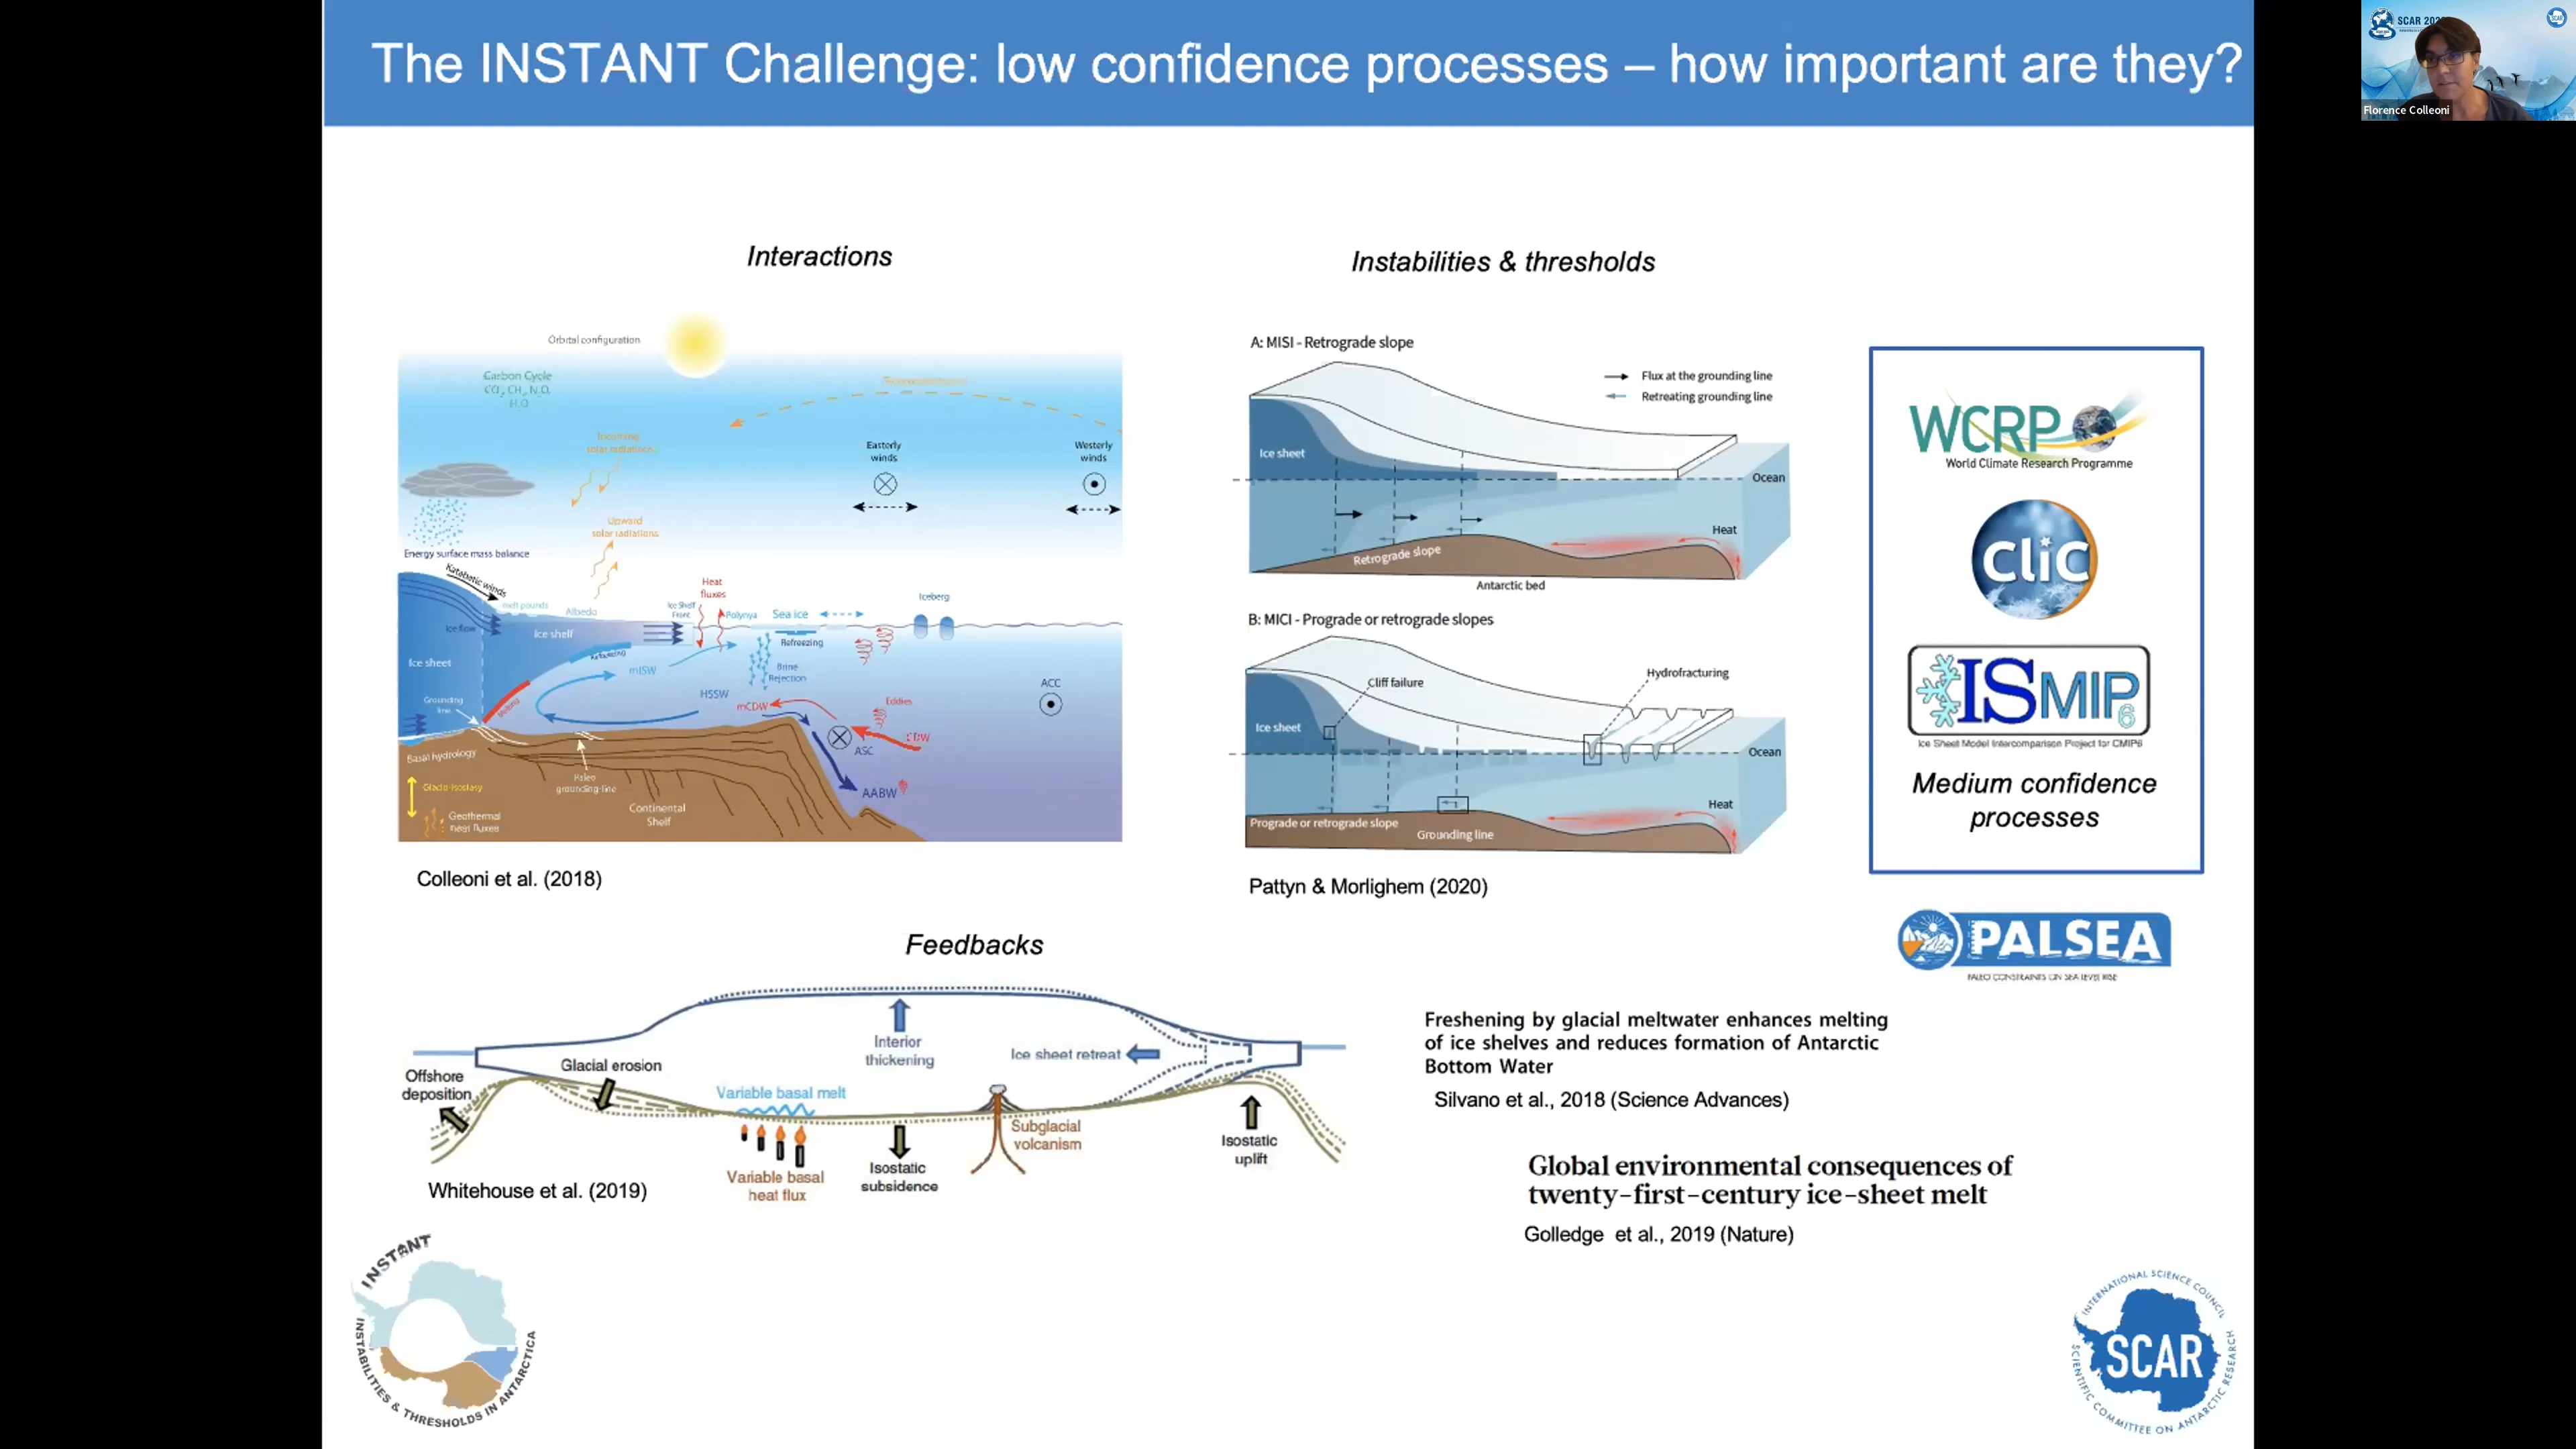 The INSTANT Challenge: low confidence processes – how important are they?
SCAR
Florence Colleoni
Interactions
Orbital configuration
Carbon Cycle
CO2, CH4, N2O,
H2O
Incoming
solar radiations
Upward
solar radiations
Easterly
winds
Westerly
winds
Energy surface mass balance
Katabatic winds
melt pounds
Albedo
Ice flow
Ice shelf
Ice Shelf
Front
Heat
fluxes
Polynya
Sea ice
Iceberg
Refreezing
Ice sheet
mISW
Brine
Rejection
HSSW
mCDW
Eddies
CDW
ACC
Grounding
line
Melting
ASC
AABW
Basal hydrology
Paleo
grounding-line
Glacio-isostasy
Continental
Shelf
Geothermal
heat fluxes
Colleoni et al. (2018)
Instabilities & thresholds
A: MISI - Retrograde slope
Flux at the grounding line
Retreating grounding line
Ice sheet
Ocean
Heat
Retrograde slope
Antarctic bed
B: MICI - Prograde or retrograde slopes
Cliff failure
Hydrofracturing
Ice sheet
Ocean
Heat
Prograde or retrograde slope
Grounding line
Pattyn & Morlighem (2020)
WCRP
World Climate Research Programme
CliC
ISMIP6
Ice Sheet Model Intercomparison Project for CMIP6
Medium confidence
processes
PALSEA
PALEO CONSTRAINTS ON SEA LEVEL RISE
Feedbacks
Offshore
deposition
Glacial erosion
Interior
thickening
Ice sheet retreat
Variable basal melt
Variable basal
heat flux
Isostatic
subsidence
Subglacial
volcanism
Isostatic
uplift
Whitehouse et al. (2019)
Freshening by glacial meltwater enhances melting
of ice shelves and reduces formation of Antarctic
Bottom Water
Silvano et al., 2018 (Science Advances)
Global environmental consequences of
twenty-first-century ice-sheet melt
Golledge et al., 2019 (Nature)
INSTANT
INSTABILITIES & THRESHOLDS IN ANTARCTICA
INTERNATIONAL SCIENCE COUNCIL
SCAR
SCIENTIFIC COMMITTEE ON ANTARCTIC RESEARCH